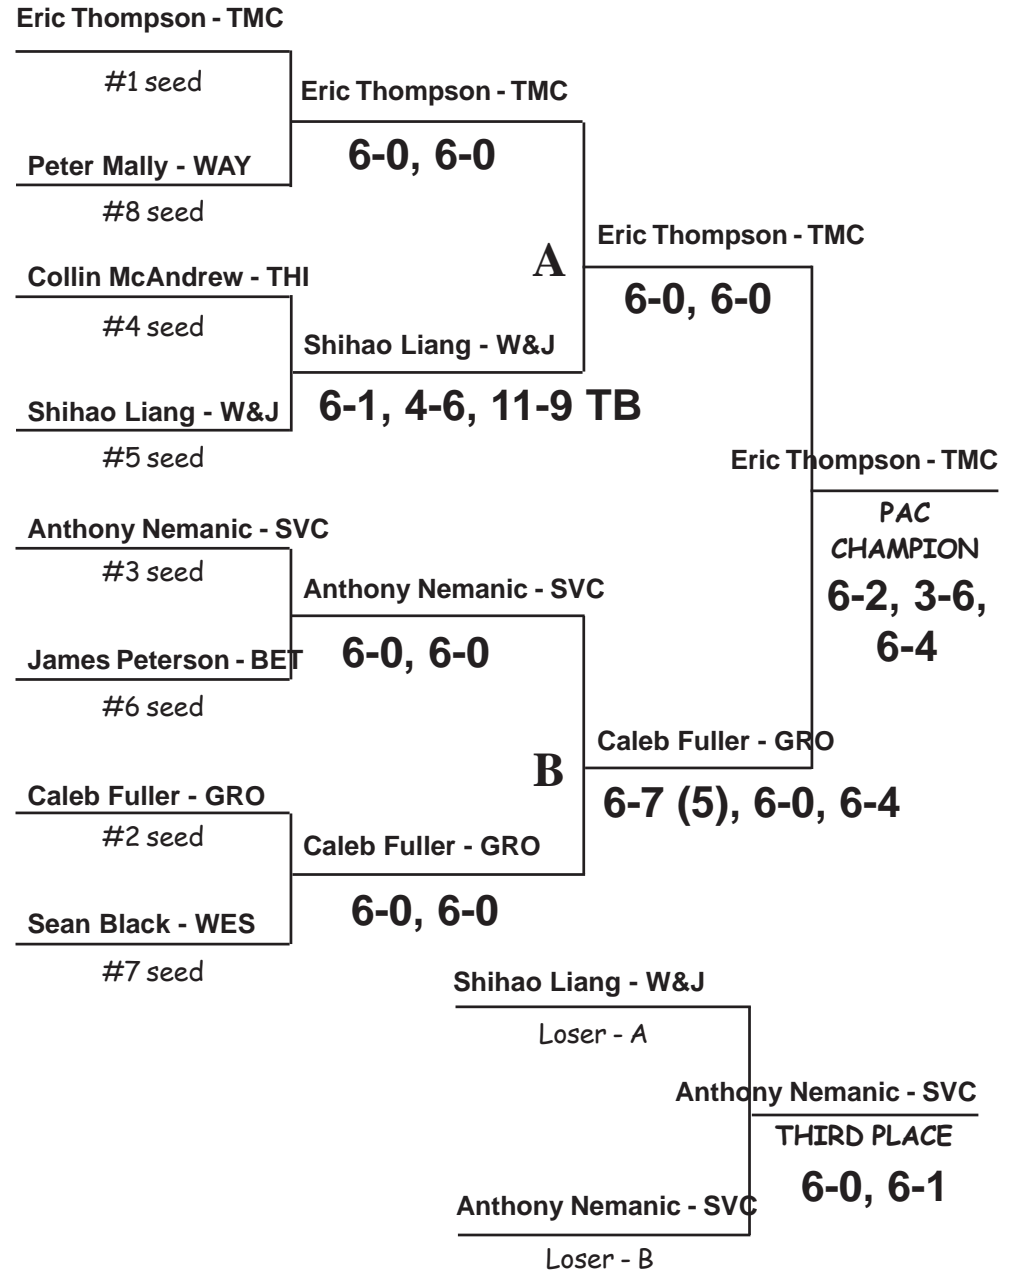 Eric Thompson - TMC
#1 seed
Eric Thompson - TMC
6-0, 6-0
Peter Mally - WAY
#8 seed
A
Eric Thompson - TMC
6-0, 6-0
Collin McAndrew - THI
#4 seed
Shihao Liang - W&J
6-1, 4-6, 11-9 TB
Shihao Liang - W&J
#5 seed
Eric Thompson - TMC
PAC
CHAMPION
6-2, 3-6,
6-4
Anthony Nemanic - SVC
#3 seed
Anthony Nemanic - SVC
6-0, 6-0
James Peterson - BET
#6 seed
B
Caleb Fuller - GRO
6-7 (5), 6-0, 6-4
Caleb Fuller - GRO
#2 seed
Caleb Fuller - GRO
6-0, 6-0
Sean Black - WES
#7 seed
Shihao Liang - W&J
Loser - A
Anthony Nemanic - SVC
THIRD PLACE
6-0, 6-1
Anthony Nemanic - SVC
Loser - B